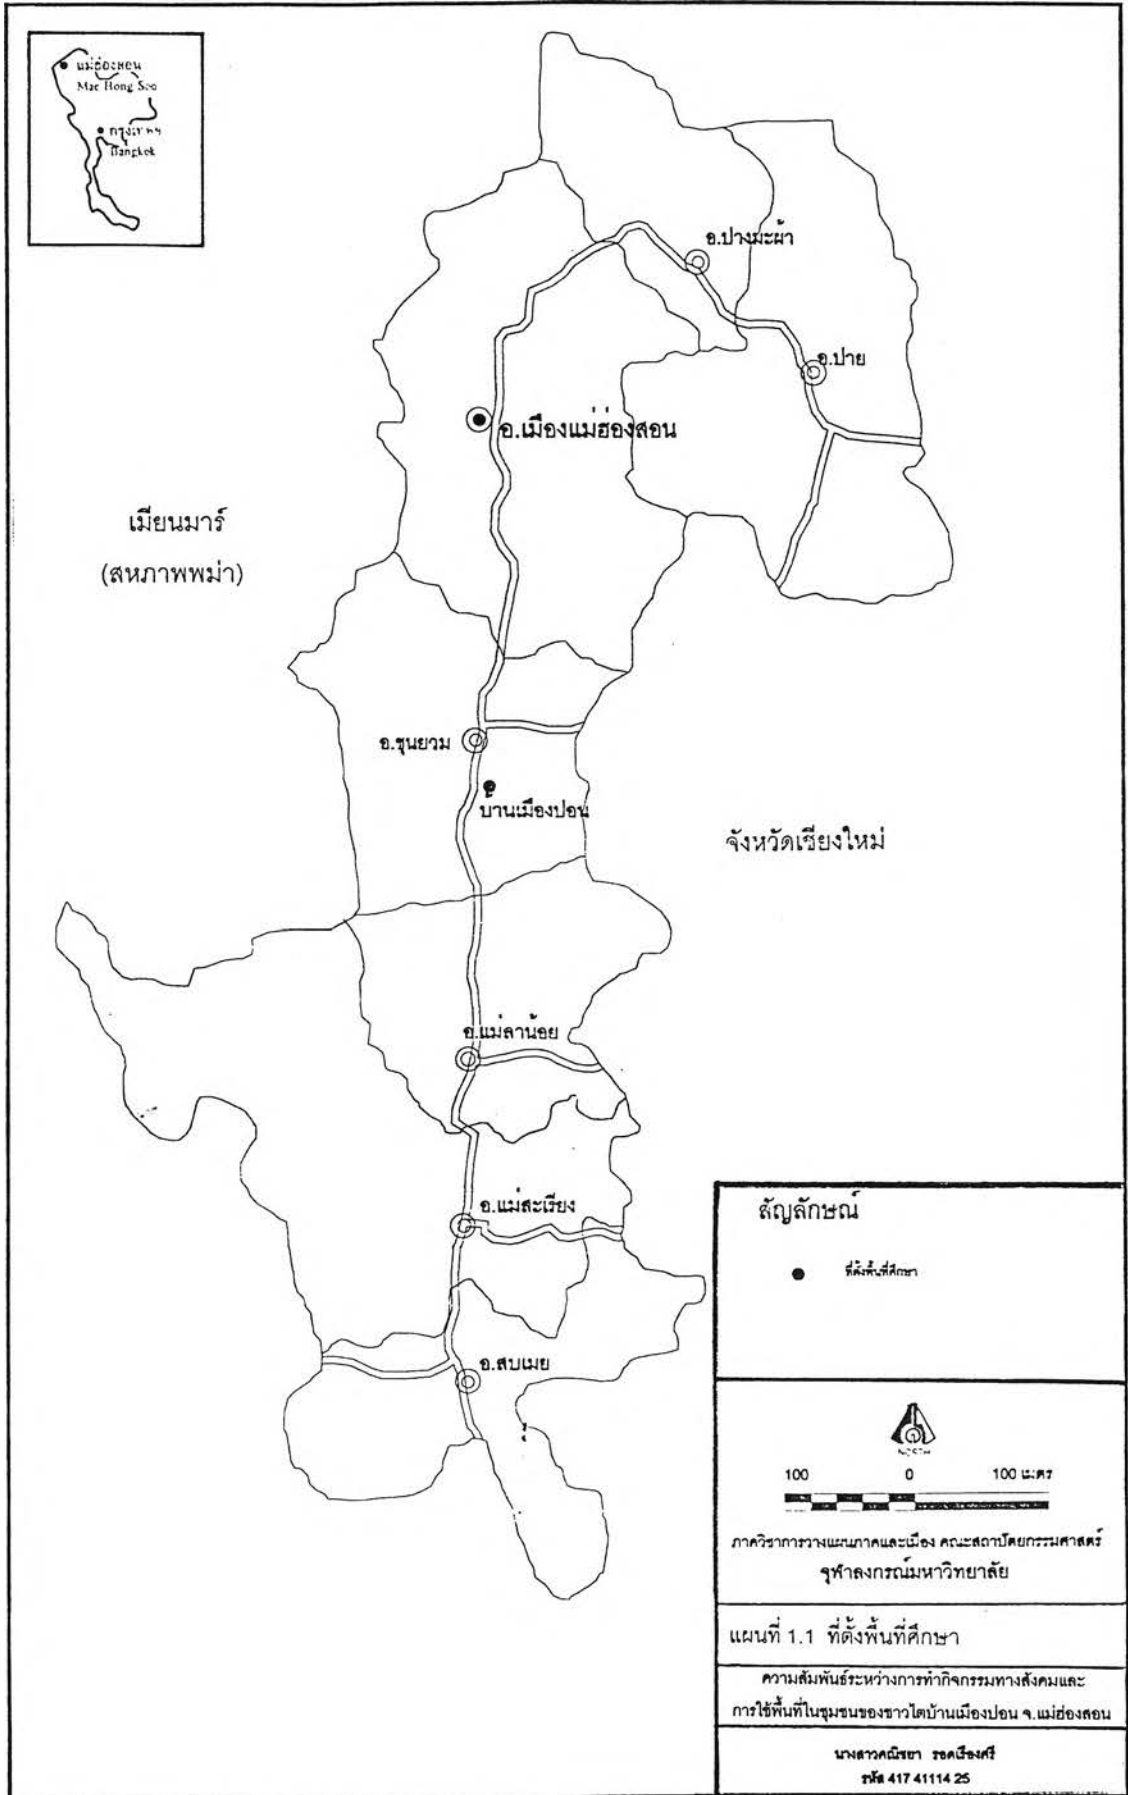 แม่ฮ่องสอน
Mae Hong Son
กรุงเทพฯ
Bangkok
อ.ปางมะผ้า
อ.ปาย
อ.เมืองแม่ฮ่องสอน
เมียนมาร์
(สหภาพพม่า)
อ.ขุนยวม
บ้านเมืองปอน
จังหวัดเชียงใหม่
อ.แม่ลาน้อย
อ.แม่สะเรียง
อ.สบเมย
สัญลักษณ์
ที่ตั้งพื้นที่ศึกษา
NORTH
100 0 100 เมตร
ภาควิชาการวางแผนภาคและเมือง คณะสถาปัตยกรรมศาสตร์
จุฬาลงกรณ์มหาวิทยาลัย
แผนที่ 1.1 ที่ตั้งพื้นที่ศึกษา
ความสัมพันธ์ระหว่างการทำกิจกรรมทางสังคมและ
การใช้พื้นที่ในชุมชนของชาวไตบ้านเมืองปอน จ.แม่ฮ่องสอน
นางสาวคณิชยา รอดเรืองศรี
รหัส 417 41114 25